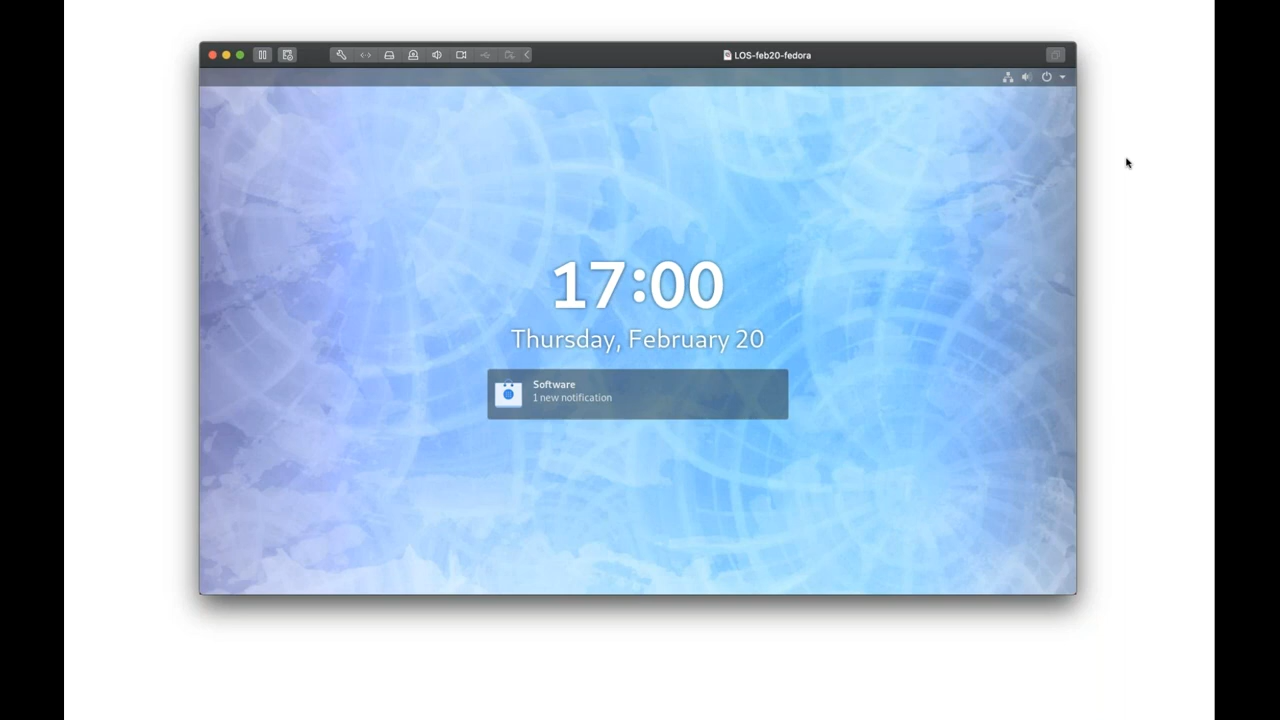 LOS-feb20-fedora
17:00
Thursday, February 20
Software
1 new notification